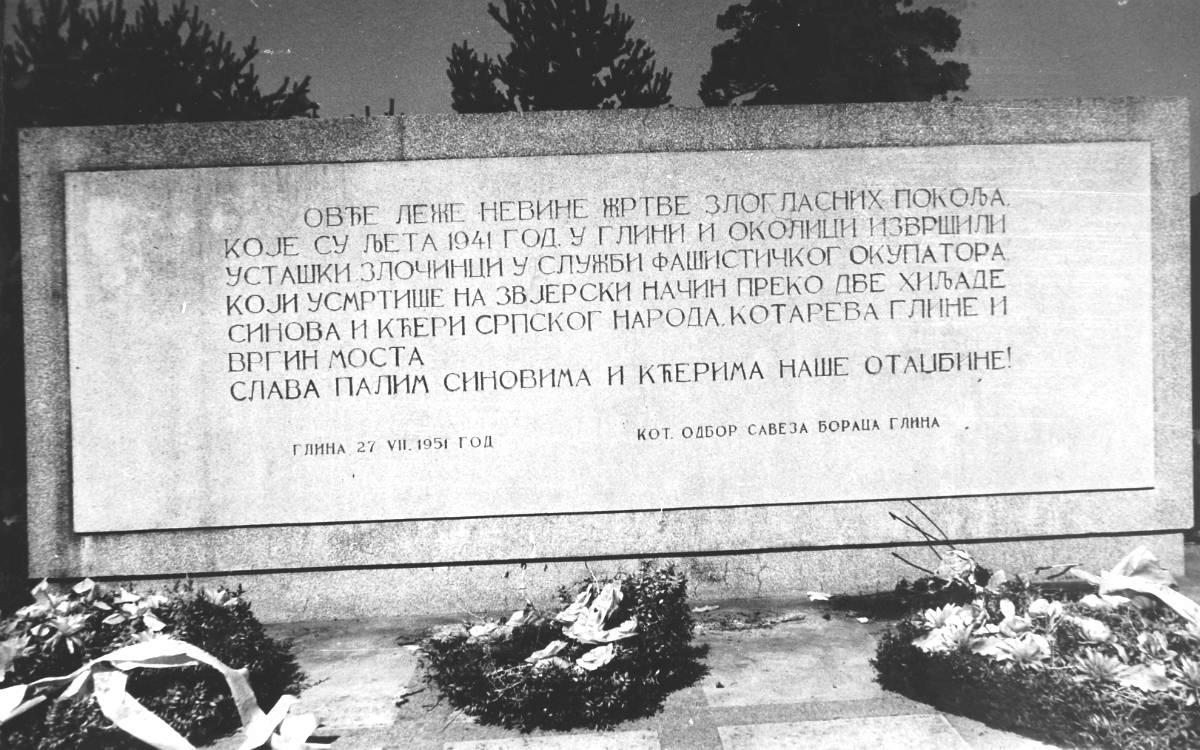 ОВЂЕ ЛЕЖЕ НЕВИНЕ ЖРТВЕ ЗЛОГЛАСНИХ ПОКОЉА,
КОЈЕ СУ ЉЕТА 1941 ГОД. У ГЛИНИ И ОКОЛИЦИ ИЗВРШИЛИ
УСТАШКИ ЗЛОЧИНЦИ У СЛУЖБИ ФАШИСТИЧКОГ ОКУПАТОРА,
КОЈИ УСМРТИШЕ НА ЗВЈЕРСКИ НАЧИН ПРЕКО ДВЕ ХИЉАДЕ
СИНОВА И КЋЕРИ СРПСКОГ НАРОДА, КОТАРЕВА ГЛИНЕ И
ВРГИН МОСТА
СЛАВА ПАЛИМ СИНОВИМА И КЋЕРИМА НАШЕ ОТАЏБИНЕ!
ГЛИНА 27 VII. 1951 ГОД
КОТ. ОДБОР САВЕЗА БОРАЦА ГЛИНА